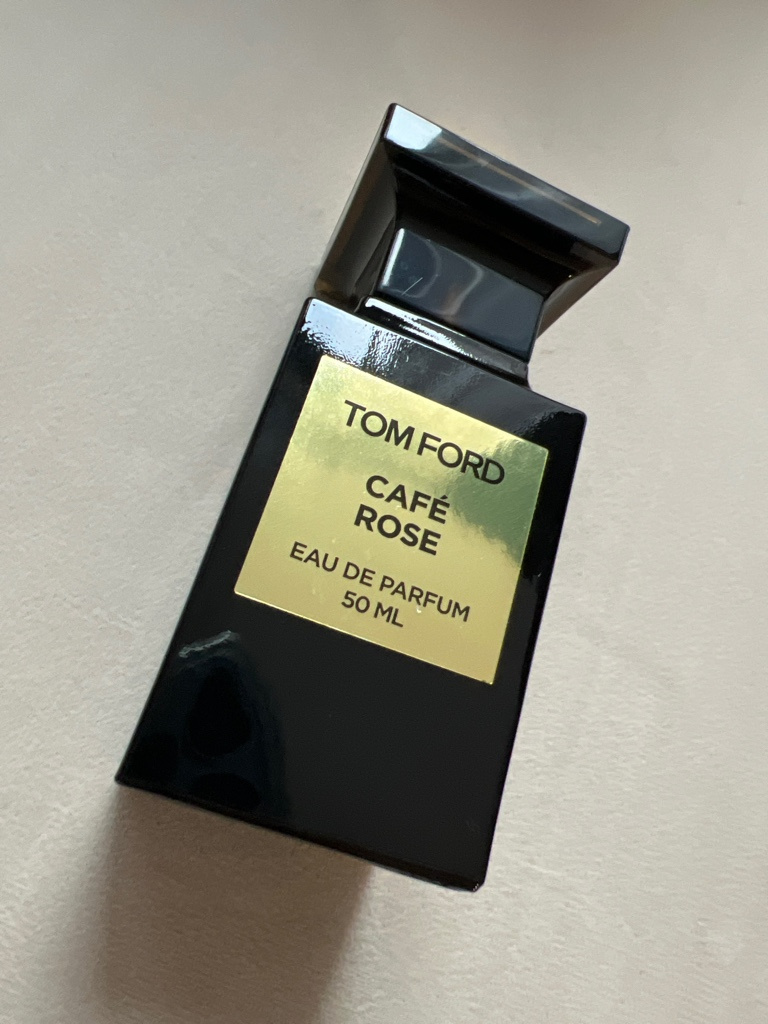 TOM FORD
CAFÉ
ROSE
EAU DE PARFUM
50 ML